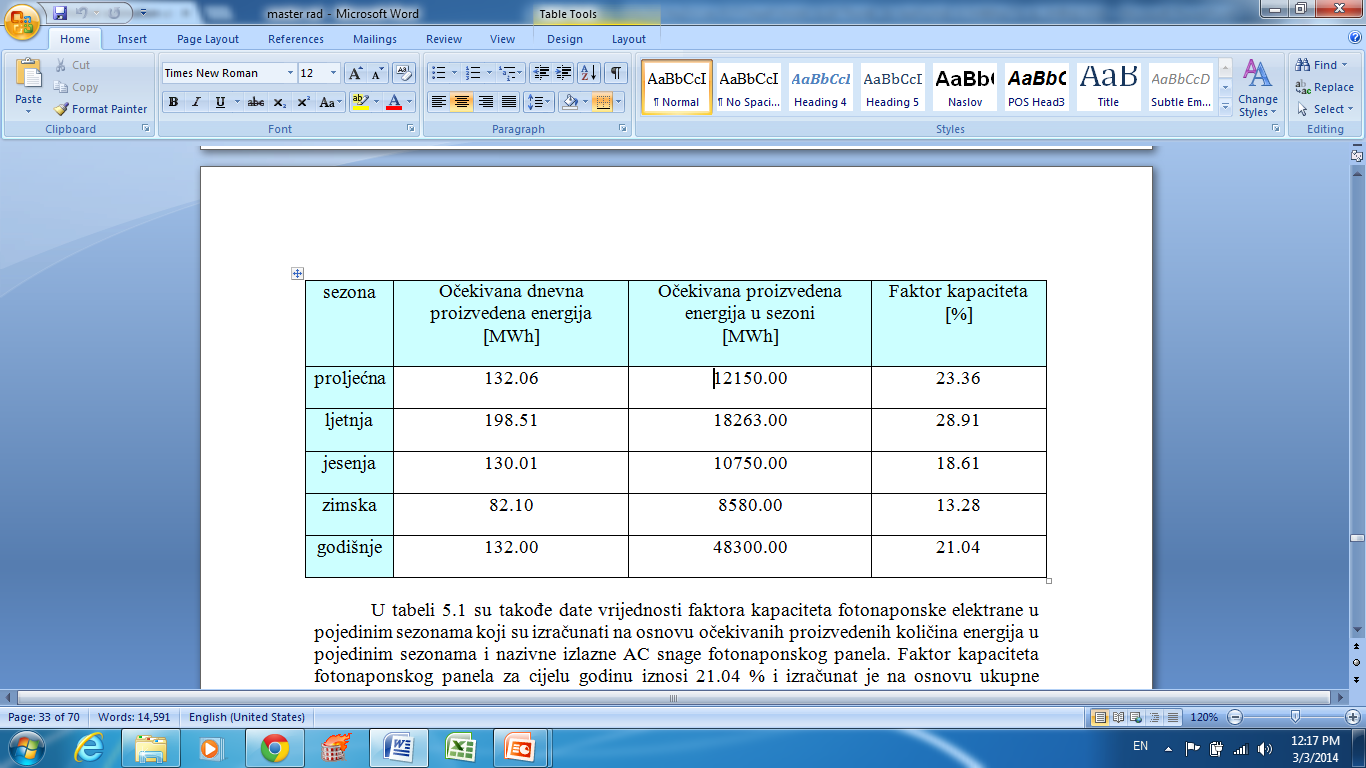 master rad - Microsoft Word
Table Tools
Home Insert Page Layout References Mailings Review View Design Layout
Paste
Cut
Copy
Format Painter
Clipboard
Times New Roman 12
B I U abc x₂ x² Aa ab A
Font
Paragraph
AaBbCcI AaBbCcI AaBbCcI AaBbCcI AaBbC AaBbC AaB AaBbCcD
¶ Normal ¶ No Spaci... Heading 4 Heading 5 Naslov POS Head3 Title Subtle Em...
Change Styles
Styles
Find
Replace
Select
Editing
sezona
Očekivana dnevna
proizvedena energija
[MWh]
Očekivana proizvedena
energija u sezoni
[MWh]
Faktor kapaciteta
[%]
proljećna 132.06 12150.00 23.36
ljetnja 198.51 18263.00 28.91
jesenja 130.01 10750.00 18.61
zimska 82.10 8580.00 13.28
godišnje 132.00 48300.00 21.04
U tabeli 5.1 su takođe date vrijednosti faktora kapaciteta fotonaponske elektrane u
pojedinim sezonama koji su izračunati na osnovu očekivanih proizvedenih količina energija u
pojedinim sezonama i nazivne izlazne AC snage fotonaponskog panela. Faktor kapaciteta
fotonaponskog panela za cijelu godinu iznosi 21.04 % i izračunat je na osnovu ukupne
Page: 33 of 70 Words: 14,591 English (United States) 120%
EN
12:17 PM
3/3/2014